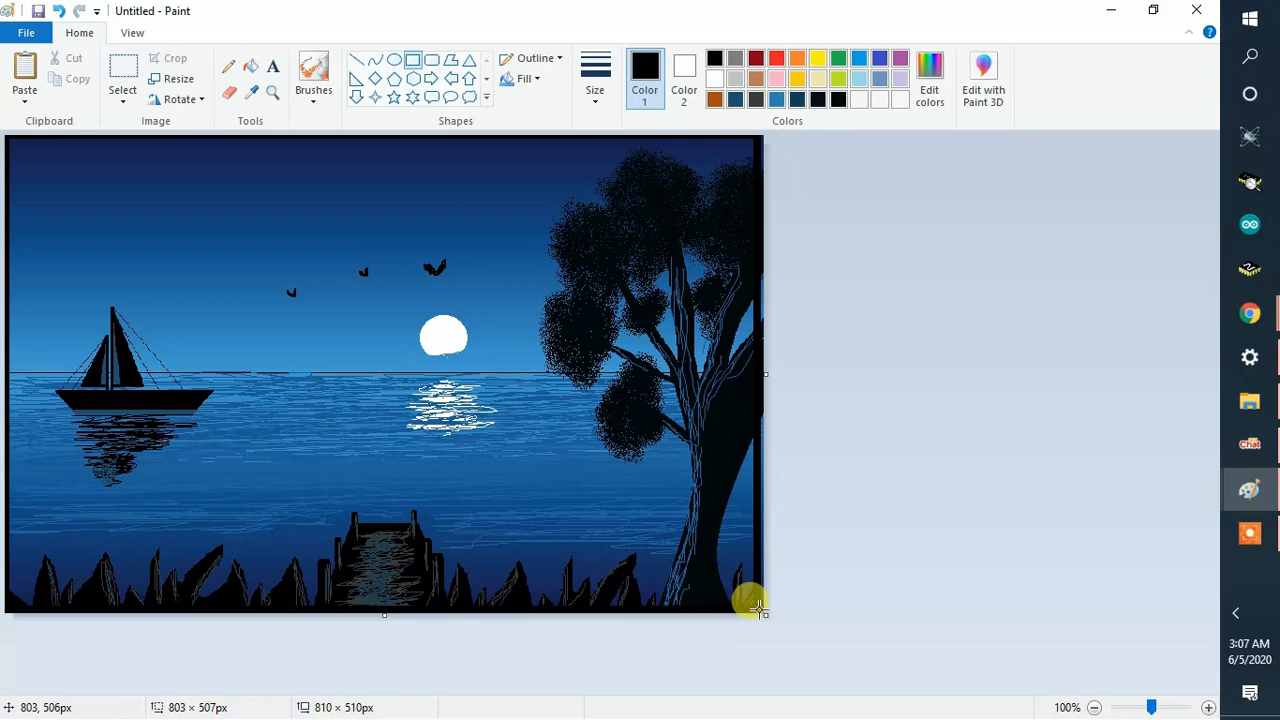 Untitled - Paint
File
Home
View
Paste
Cut
Copy
Clipboard
Select
Crop
Resize
Rotate
Image
A
Tools
Brushes
Outline
Fill
Shapes
Size
Color
1
Color
2
Edit
colors
Colors
Edit with
Paint 3D
Chat
3:07 AM
6/5/2020
803, 506px
803 × 507px
810 × 510px
100%